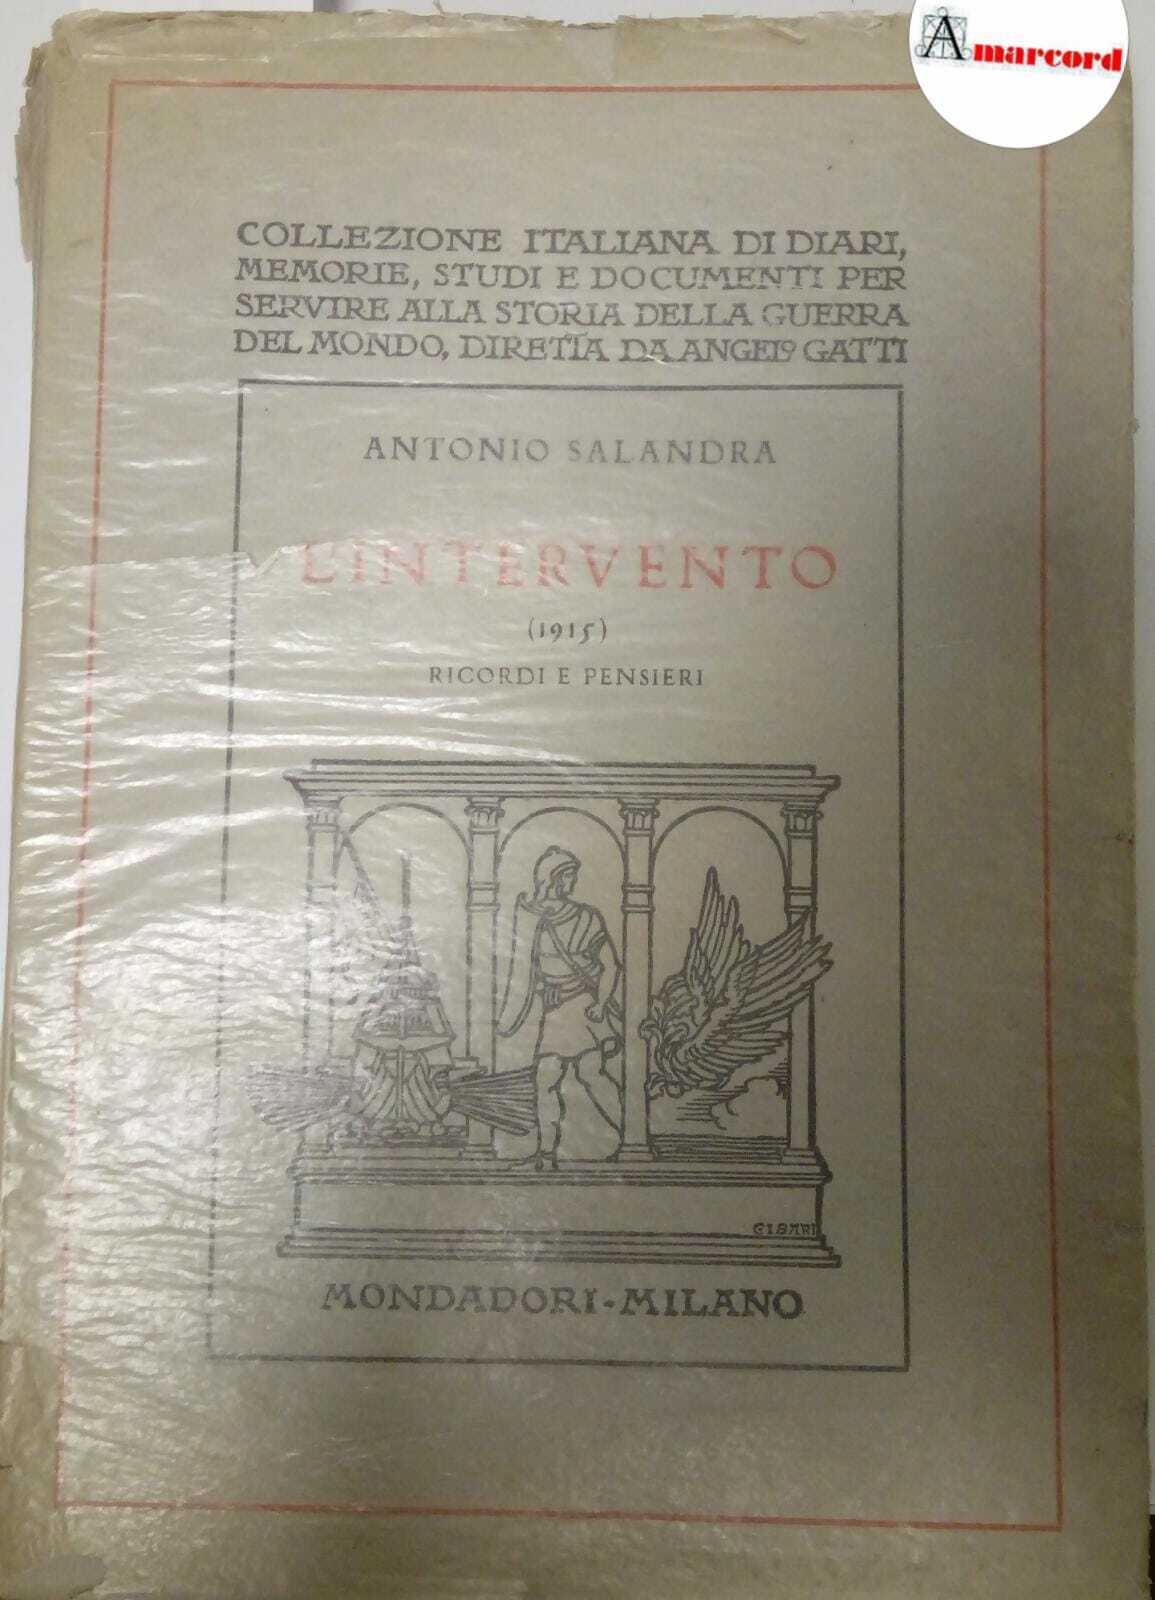 Amarcord
COLLEZIONE ITALIANA DI DIARI,
MEMORIE, STUDI E DOCUMENTI PER
SERVIRE ALLA STORIA DELLA GUERRA
DEL MONDO, DIRETTA DA ANGELO GATTI
ANTONIO SALANDRA
L'INTERVENTO
(1915)
RICORDI E PENSIERI
CISARI
MONDADORI-MILANO